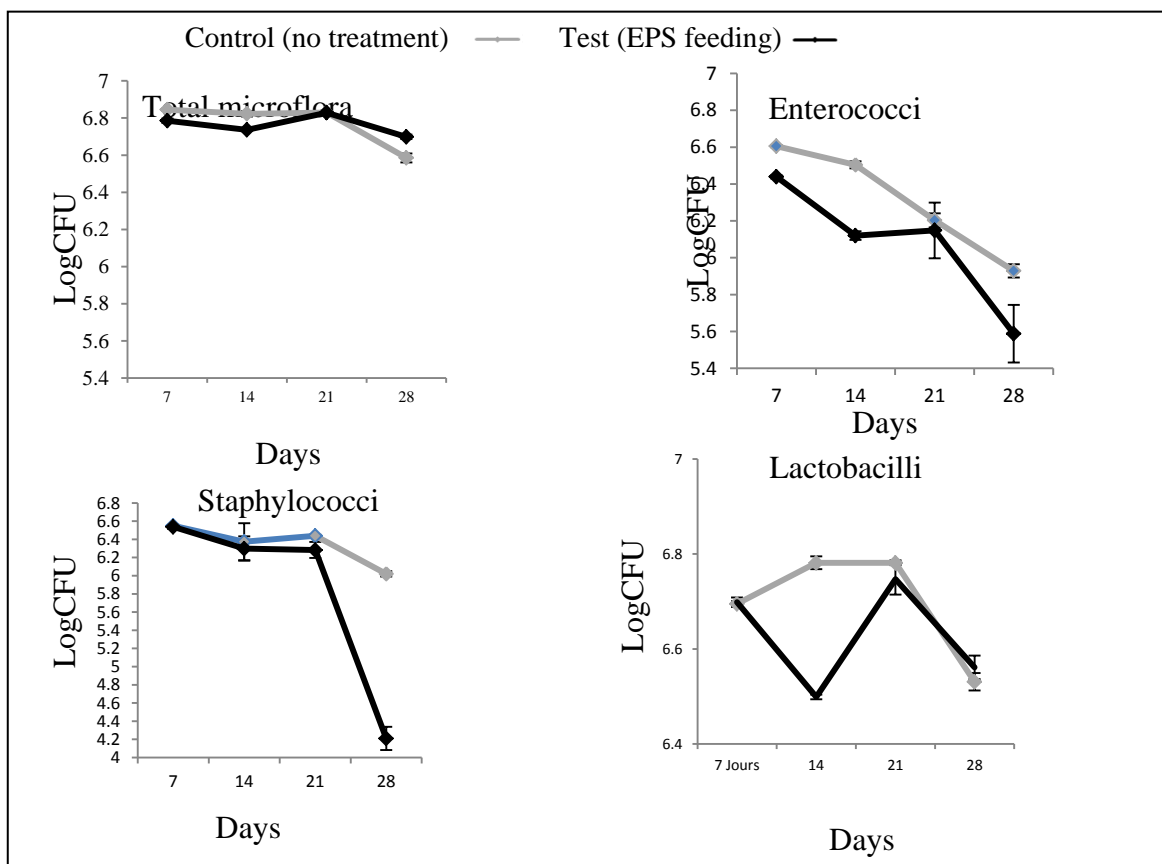 Control (no treatment) Test (EPS feeding)
Total microflora
LogCFU
7
6.8
6.6
6.4
6.2
6
5.8
5.6
5.4
7 14 21 28
Days
Enterococci
LogCFU
7
6.8
6.6
6.4
6.2
6
5.8
5.6
5.4
7 14 21 28
Days
Staphylococci
LogCFU
6.8
6.6
6.4
6.2
6
5.8
5.6
5.4
5.2
5
4.8
4.6
4.4
4.2
4
7 14 21 28
Days
Lactobacilli
LogCFU
7
6.8
6.6
6.4
7 Jours 14 21 28
Days